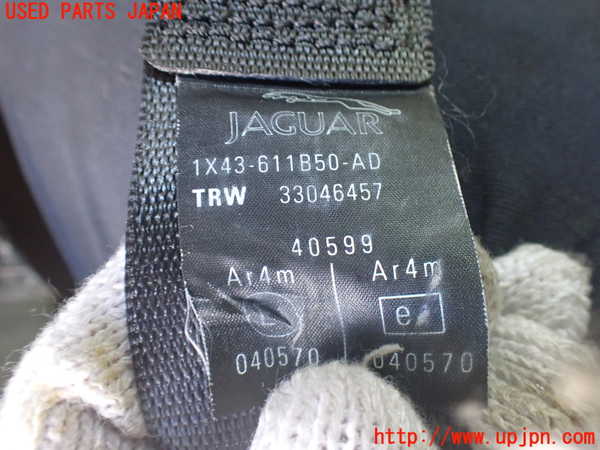 USED PARTS JAPAN
JAGUAR
1X43-611B50-AD
TRW 33046457
40599
Ar4m Ar4m
e
040570 040570
http://www.upjpn.com/